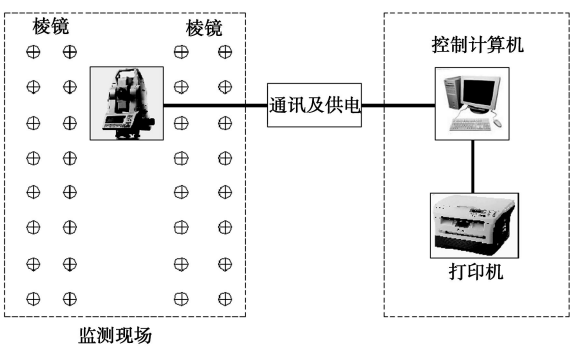 棱镜
棱镜
控制计算机
通讯及供电
打印机
监测现场